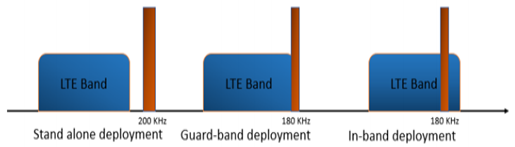 LTE Band
LTE Band
LTE Band
200 KHz
180 KHz
180 KHz
Stand alone deployment
Guard-band deployment
In-band deployment